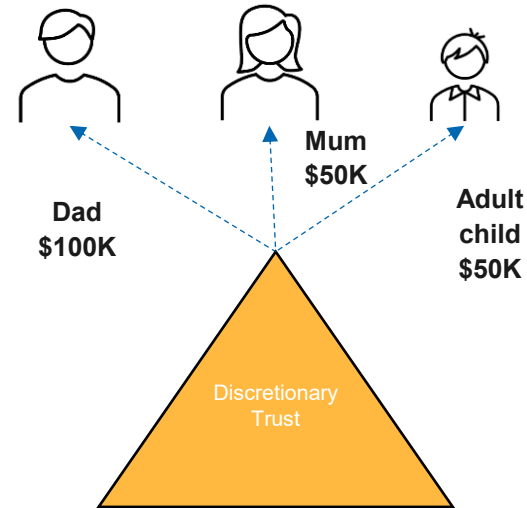 Mum
$50K
Dad
$100K
Adult
child
$50K
Discretionary
Trust